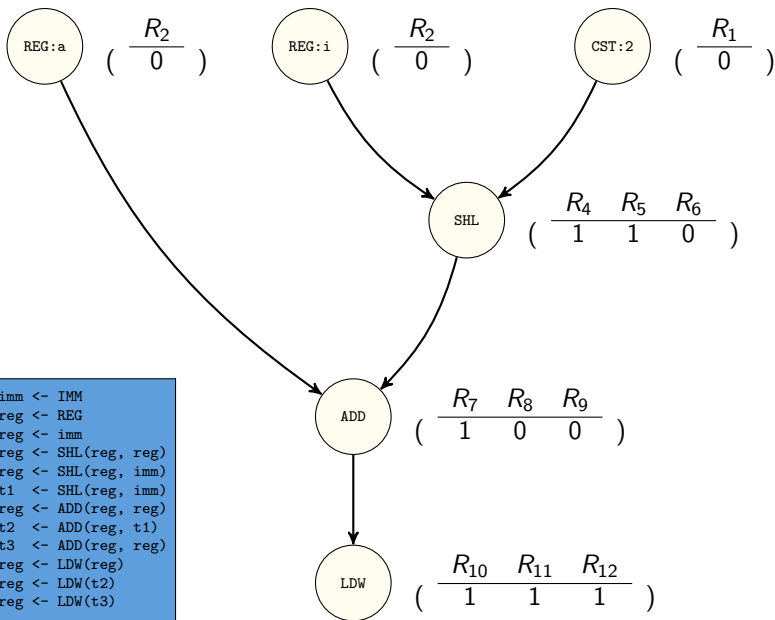 REG:a ( R₂ / 0 ) REG:i ( R₂ / 0 ) CST:2 ( R₁ / 0 )
SHL ( R₄ R₅ R₆ / 1 1 0 )
imm <- IMM
reg <- REG
reg <- imm
reg <- SHL(reg, reg)
reg <- SHL(reg, imm)
t1 <- SHL(reg, imm)
reg <- ADD(reg, reg)
t2 <- ADD(reg, t1)
t3 <- ADD(reg, reg)
reg <- LDW(reg)
reg <- LDW(t2)
reg <- LDW(t3)
ADD ( R₇ R₈ R₉ / 1 0 0 )
LDW ( R₁₀ R₁₁ R₁₂ / 1 1 1 )